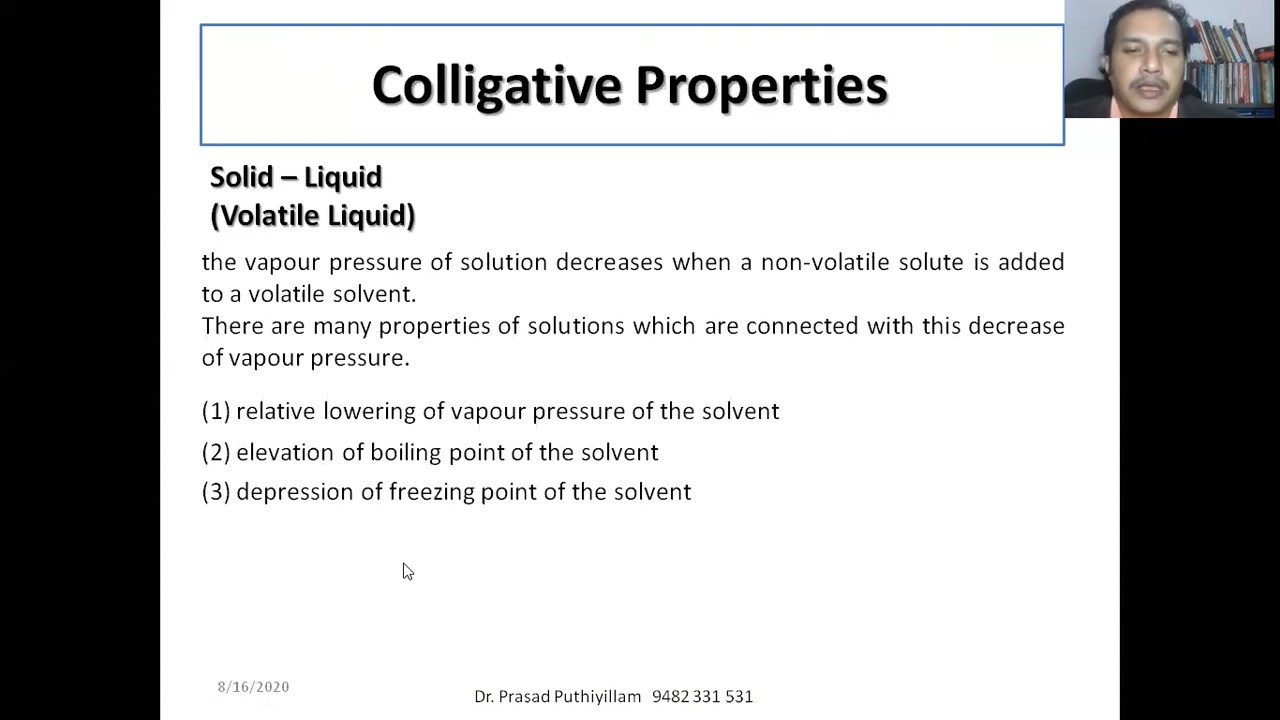 Colligative Properties
Solid – Liquid
(Volatile Liquid)
the vapour pressure of solution decreases when a non-volatile solute is added
to a volatile solvent.
There are many properties of solutions which are connected with this decrease
of vapour pressure.
(1) relative lowering of vapour pressure of the solvent
(2) elevation of boiling point of the solvent
(3) depression of freezing point of the solvent
8/16/2020
Dr. Prasad Puthiyillam 9482 331 531